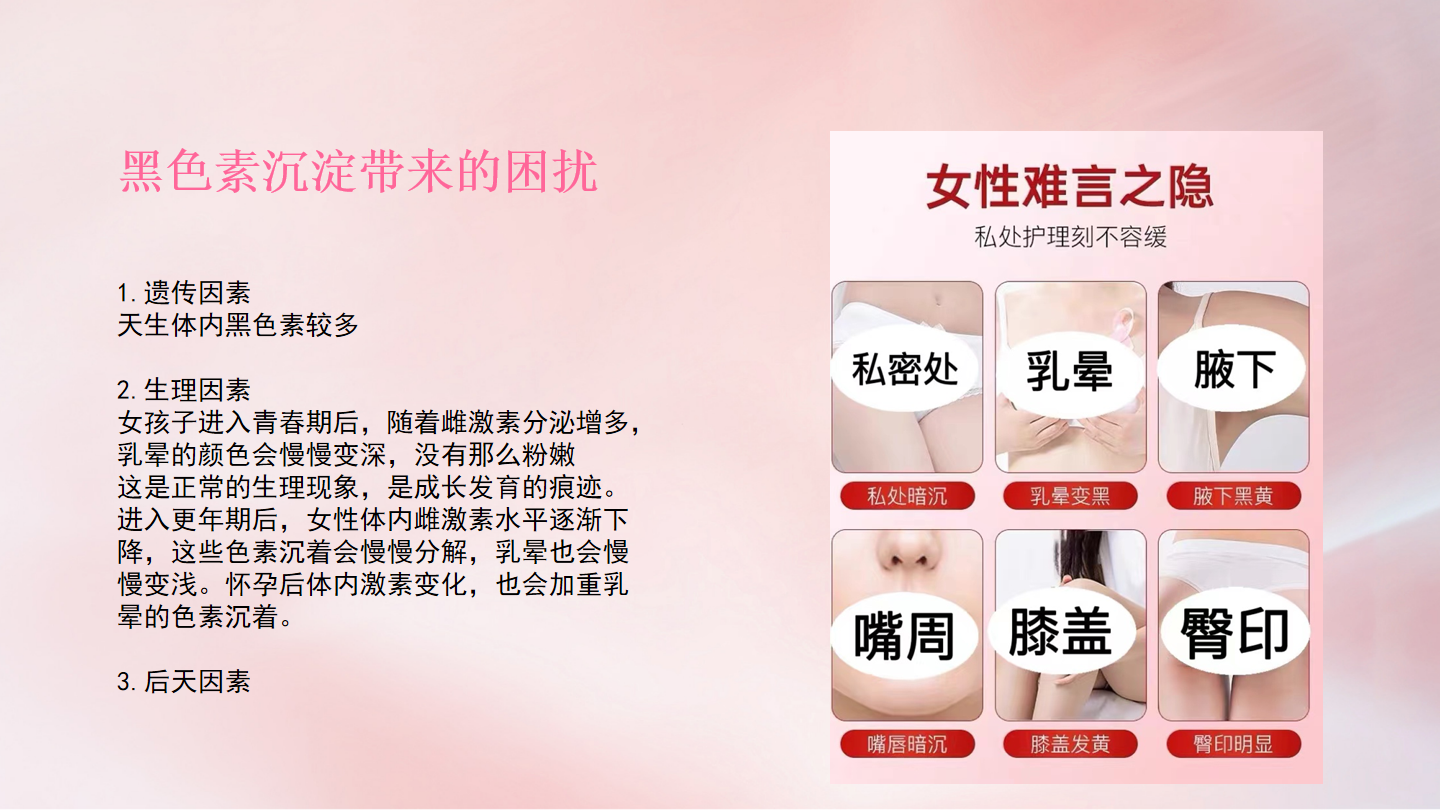 黑色素沉淀带来的困扰
1.遗传因素
天生体内黑色素较多
2.生理因素
女孩子进入青春期后，随着雌激素分泌增多，
乳晕的颜色会慢慢变深，没有那么粉嫩
这是正常的生理现象，是成长发育的痕迹。
进入更年期后，女性体内雌激素水平逐渐下
降，这些色素沉着会慢慢分解，乳晕也会慢
慢变浅。怀孕后体内激素变化，也会加重乳
晕的色素沉着。
3.后天因素
女性难言之隐
私处护理刻不容缓
私密处
乳晕
腋下
私处暗沉
乳晕变黑
腋下黑黄
嘴周
膝盖
臀印
嘴唇暗沉
膝盖发黄
臀印明显